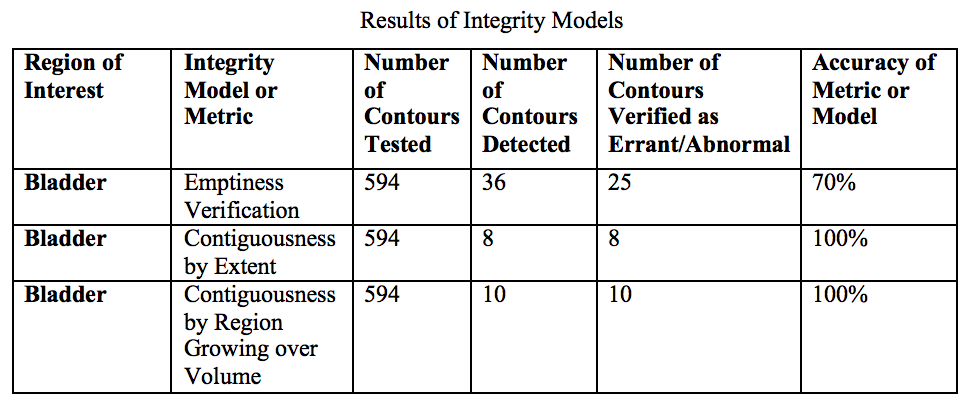 Results of Integrity Models
Region of Interest | Integrity Model or Metric | Number of Contours Tested | Number of Contours Detected | Number of Contours Verified as Errant/Abnormal | Accuracy of Metric or Model
Bladder | Emptiness Verification | 594 | 36 | 25 | 70%
Bladder | Contiguousness by Extent | 594 | 8 | 8 | 100%
Bladder | Contiguousness by Region Growing over Volume | 594 | 10 | 10 | 100%